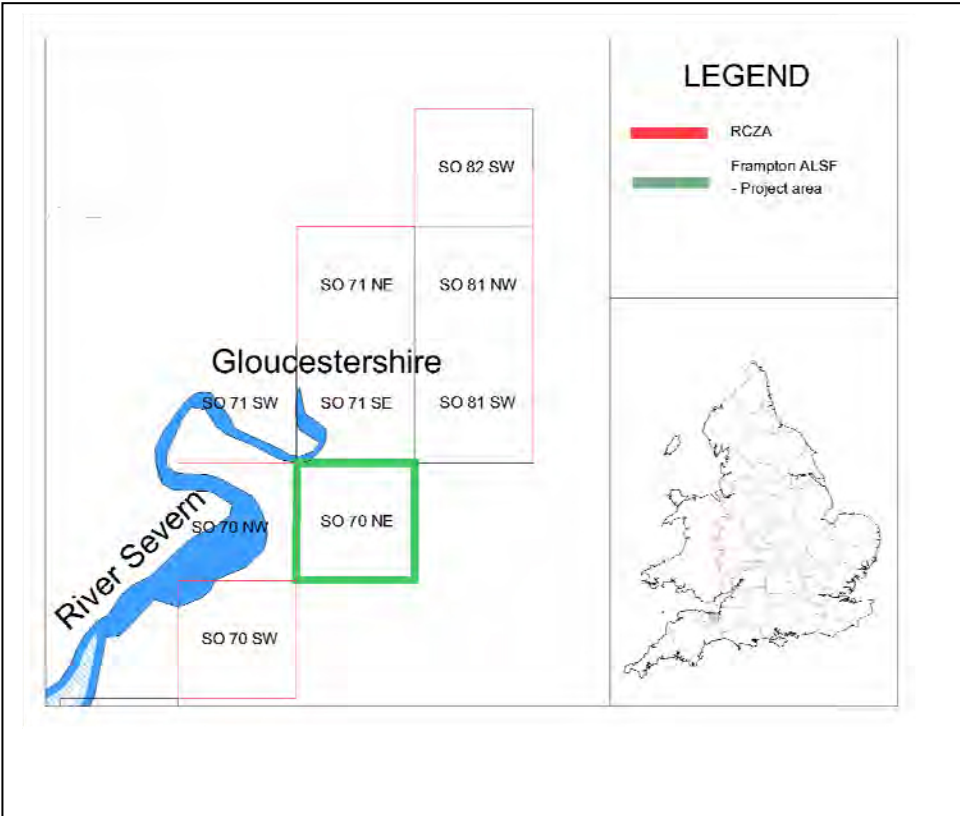 LEGEND
RCZA
Frampton ALSF
- Project area
SO 82 SW
SO 71 NE
SO 81 NW
Gloucestershire
SO 71 SW
SO 71 SE
SO 81 SW
SO 70 NW
SO 70 NE
River Severn
SO 70 SW